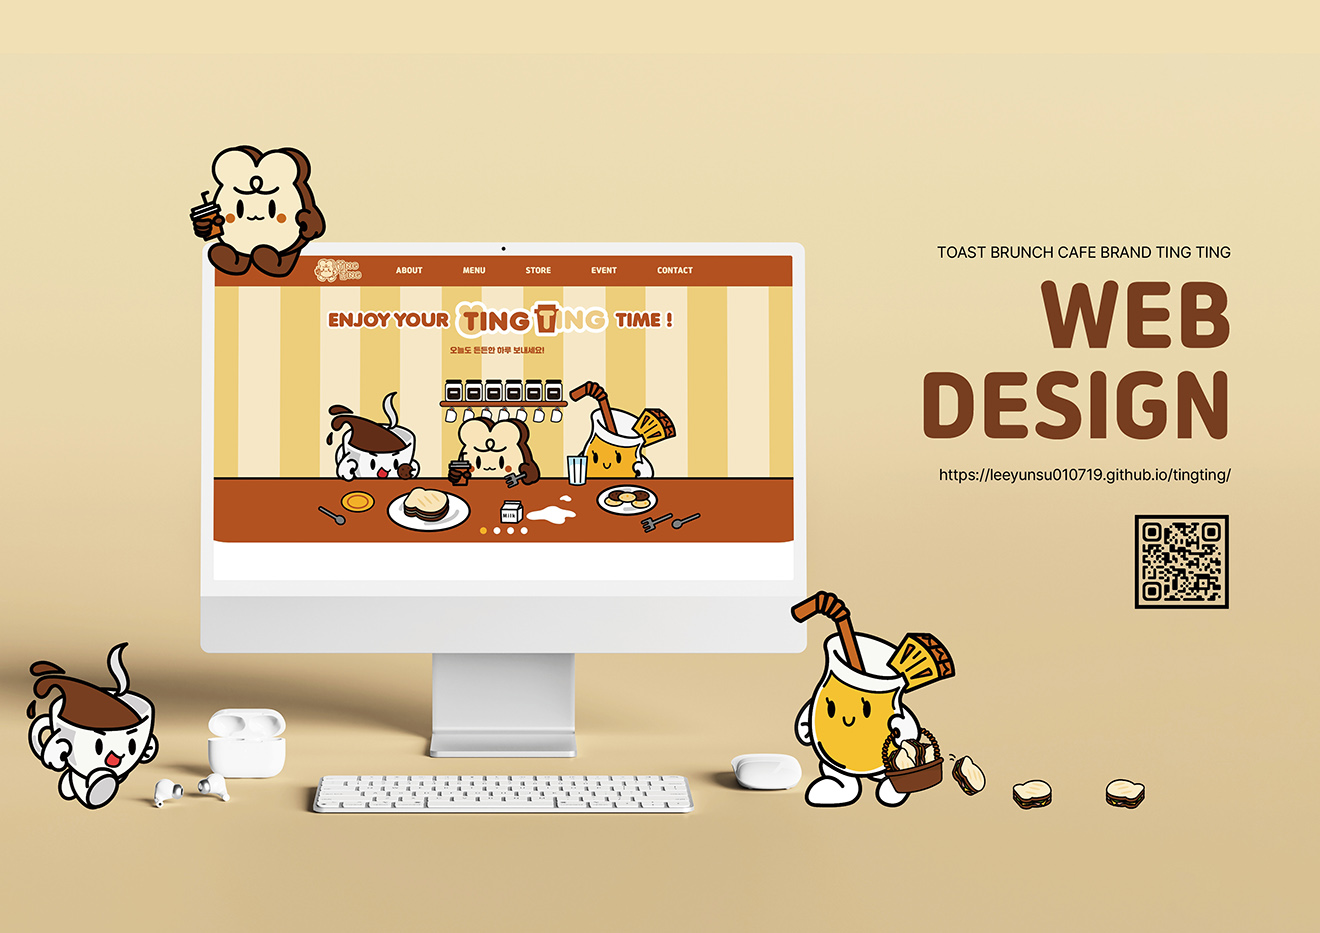 TOAST BRUNCH CAFE BRAND TING TING
WEB
DESIGN
https://leeyunsu010719.github.io/tingting/
TING
TING
ABOUT
MENU
STORE
EVENT
CONTACT
ENJOY YOUR TING TING TIME !
오늘도 든든한 하루 보내세요!
Milk